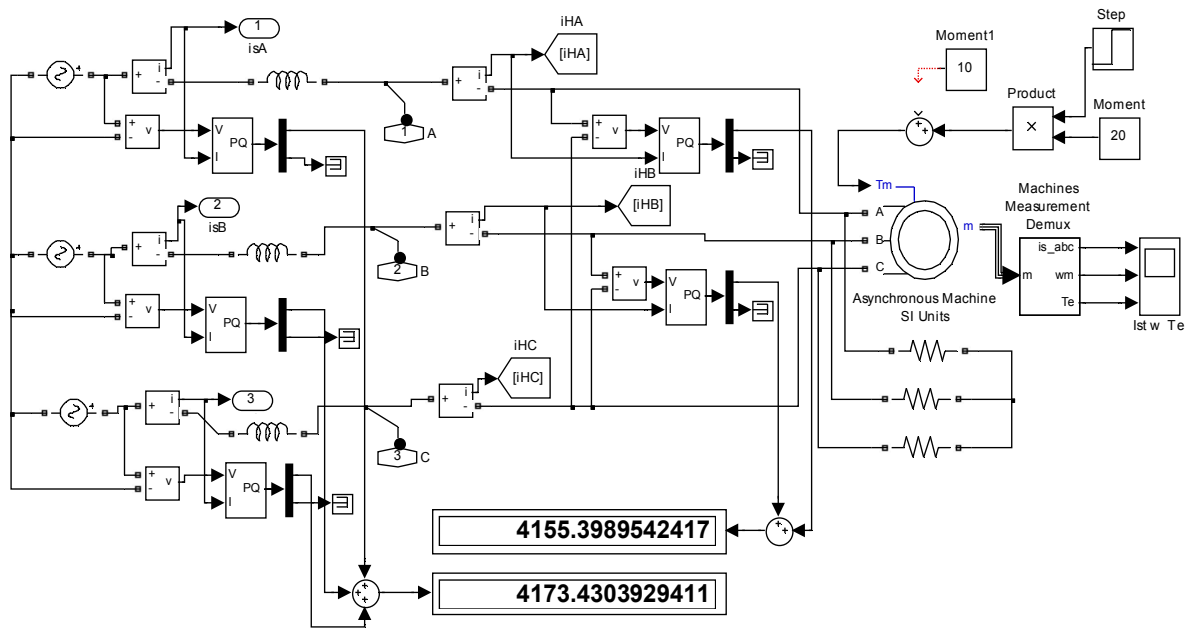 Step
iHA
Moment1
1
isA
[iHA]
10
+
i
-
+
i
-
Product
Moment
1
A
×
20
+
-
v
V
I
PQ
+
-
v
V
I
PQ
iHB
2
isB
[iHB]
Tm
A
B
C
m
Machines
Measurement
Demux
+
i
-
+
i
-
m
is_abc
wm
Te
2
B
+
-
v
V
I
PQ
+
-
v
V
I
PQ
Asynchronous Machine
SI Units
Ist w Te
iHC
[iHC]
3
+
i
-
+
i
-
3
C
+
-
v
V
I
PQ
4155.3989542417
4173.4303929411